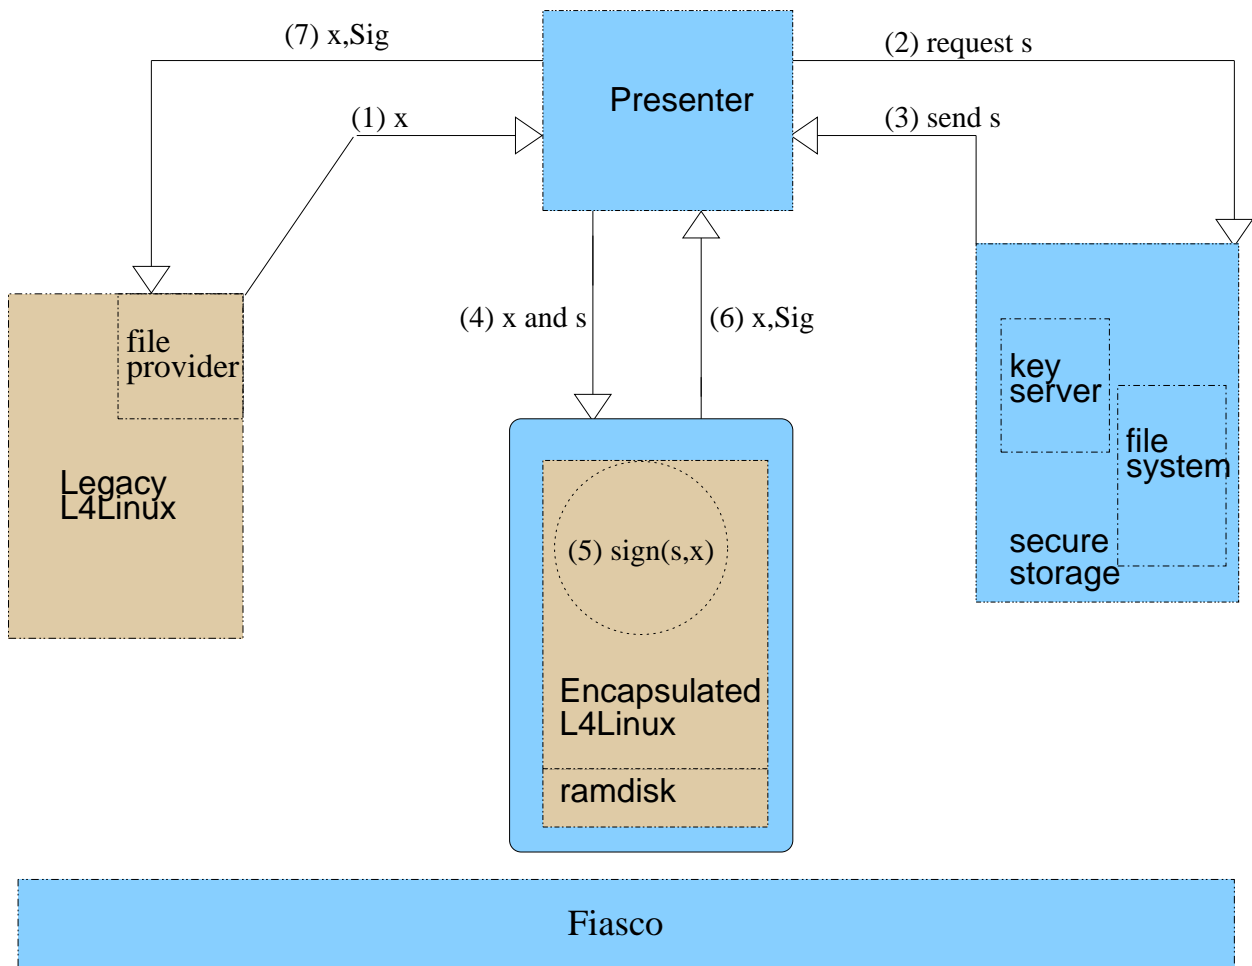 (7) x,Sig
(2) request s
Presenter
(1) x
(3) send s
(4) x and s
(6) x,Sig
file
provider
key
server
file
system
Legacy
L4Linux
(5) sign(s,x)
secure
storage
Encapsulated
L4Linux
ramdisk
Fiasco